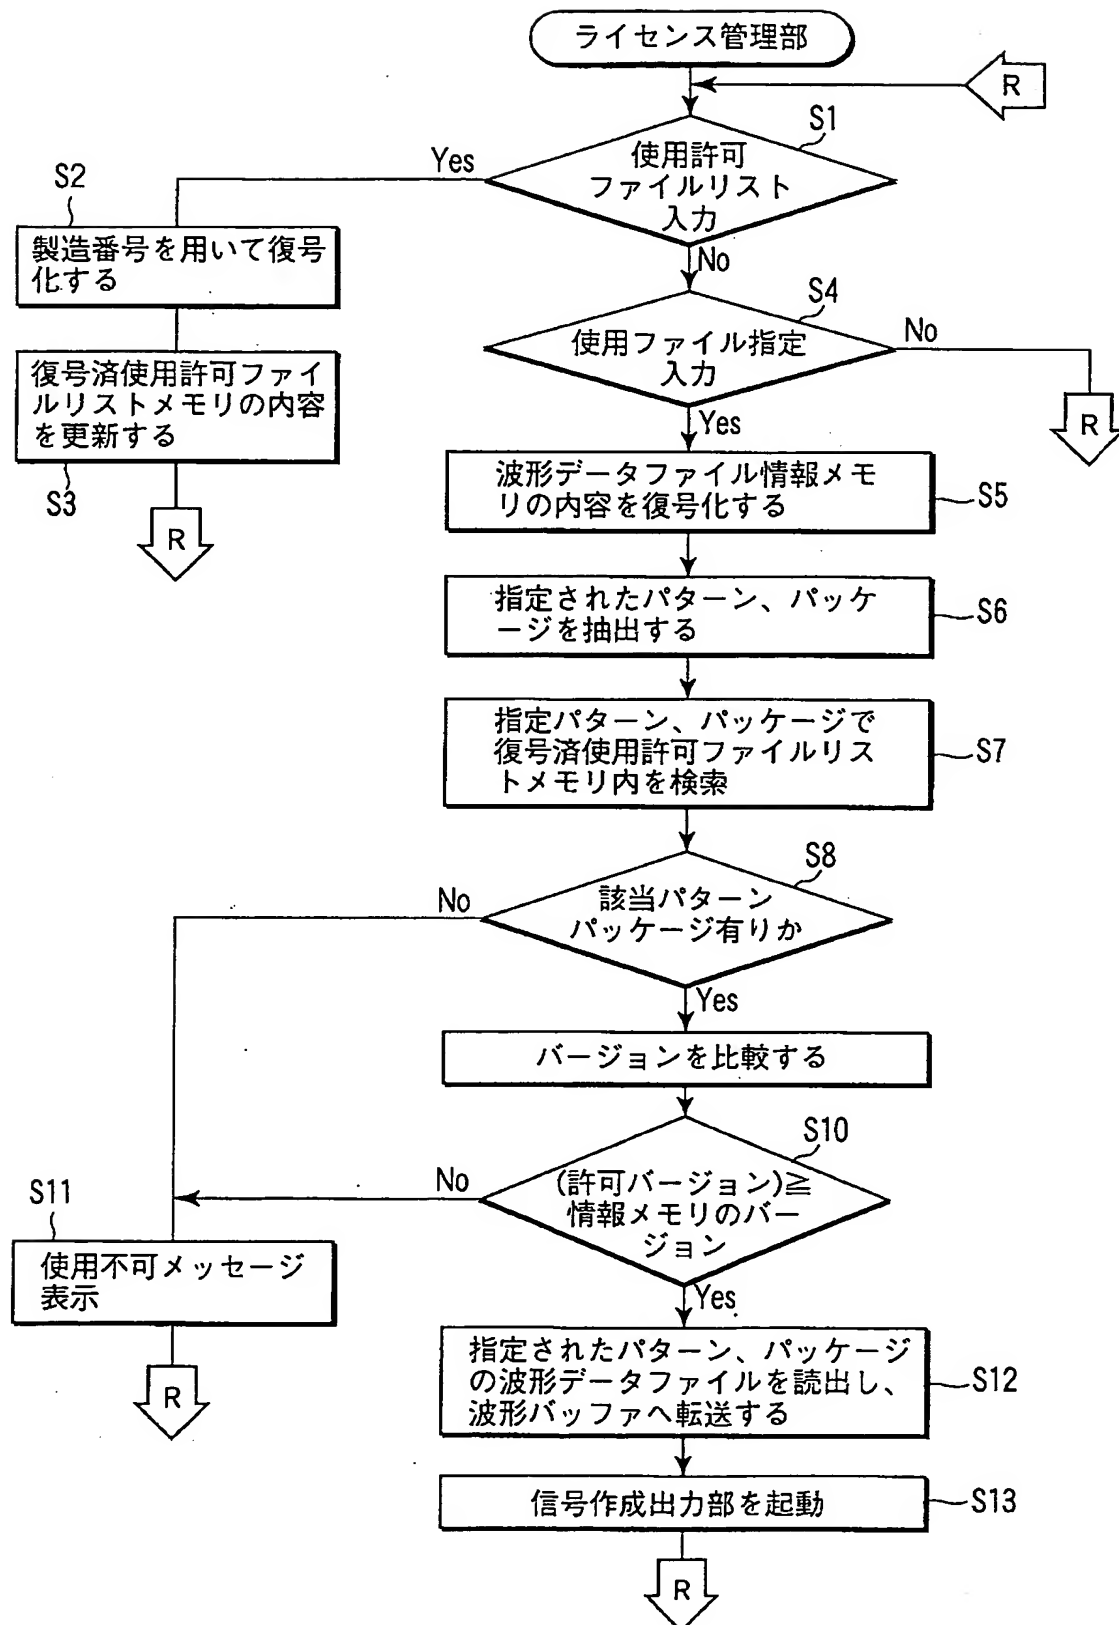 ライセンス管理部
R
S1
使用許可
ファイルリスト
入力
Yes
No
S2
製造番号を用いて復号
化する
復号済使用許可ファイ
ルリストメモリの内容
を更新する
S3
R
S4
使用ファイル指定
入力
No
R
Yes
波形データファイル情報メモ
リの内容を復号化する
S5
指定されたパターン、パッケ
ージを抽出する
S6
指定パターン、パッケージで
復号済使用許可ファイルリス
トメモリ内を検索
S7
S8
該当パターン
パッケージ有りか
No
Yes
バージョンを比較する
S10
(許可バージョン)≧
情報メモリのバー
ジョン
No
Yes
S11
使用不可メッセージ
表示
R
指定されたパターン、パッケージ
の波形データファイルを読出し、
波形バッファへ転送する
S12
信号作成出力部を起動
S13
R